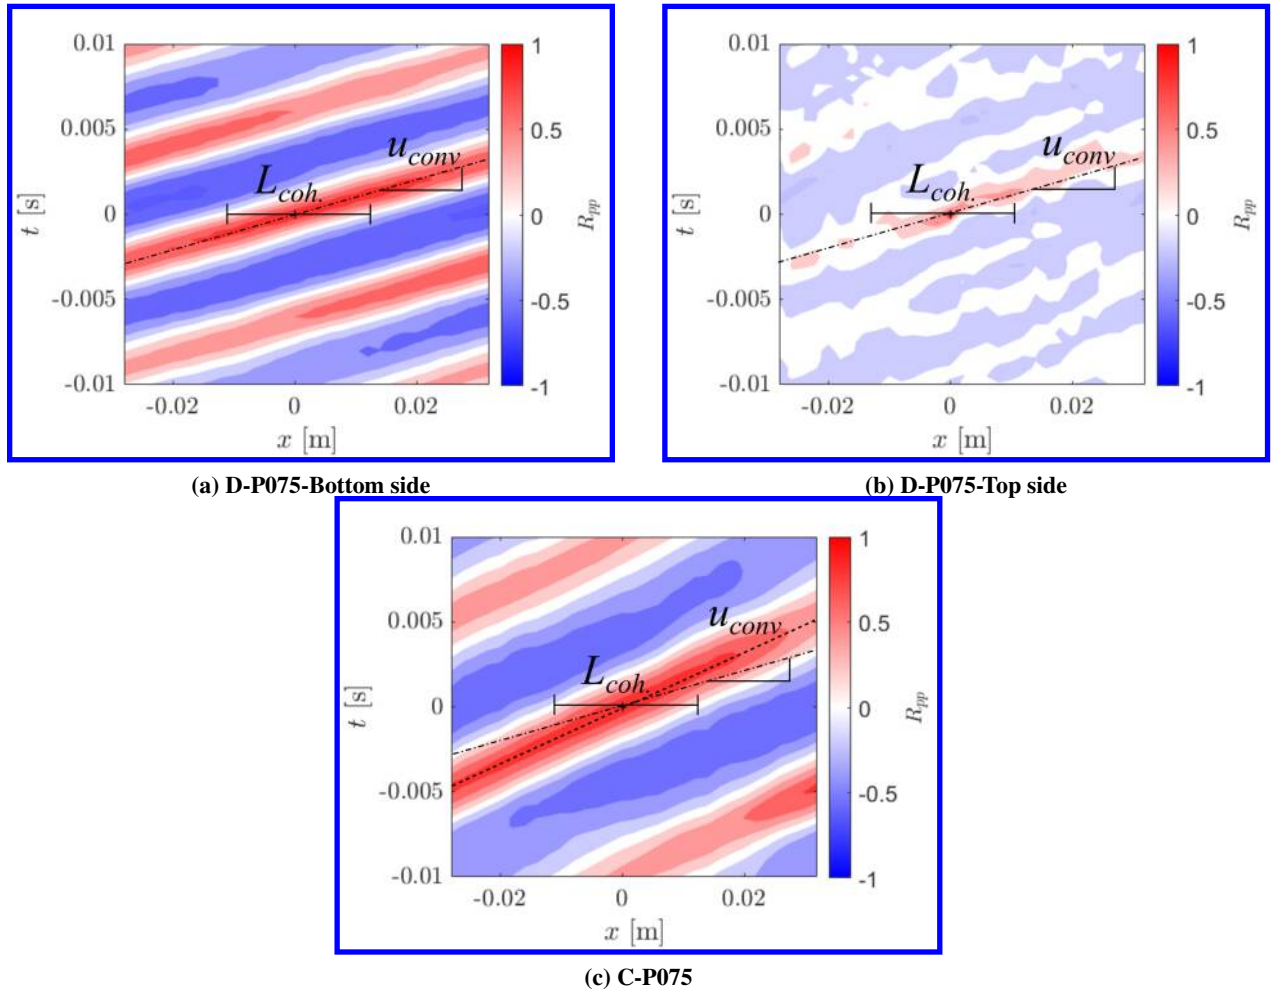 0.01
0.005
0
-0.005
-0.01
t [s]
-0.02
0
0.02
x [m]
L_coh.
u_conv
1
0.5
0
-0.5
-1
R_pp
(a) D-P075-Bottom side
0.01
0.005
0
-0.005
-0.01
t [s]
-0.02
0
0.02
x [m]
L_coh.
u_conv
1
0.5
0
-0.5
-1
R_pp
(b) D-P075-Top side
0.01
0.005
0
-0.005
-0.01
t [s]
-0.02
0
0.02
x [m]
L_coh.
u_conv
1
0.5
0
-0.5
-1
R_pp
(c) C-P075